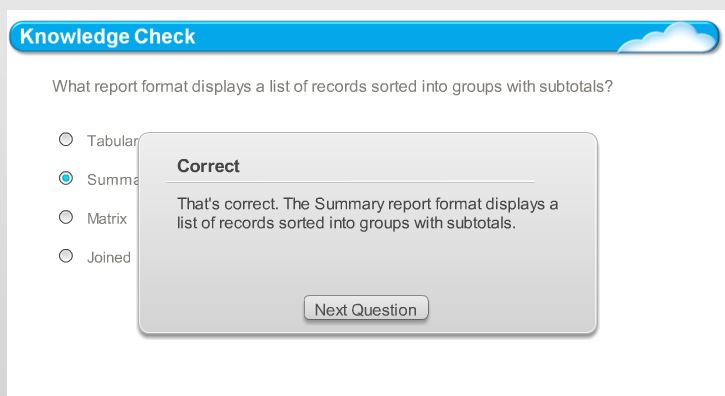 Knowledge Check
What report format displays a list of records sorted into groups with subtotals?
Tabular
Summa
Matrix
Joined
Correct
That's correct. The Summary report format displays a
list of records sorted into groups with subtotals.
Next Question